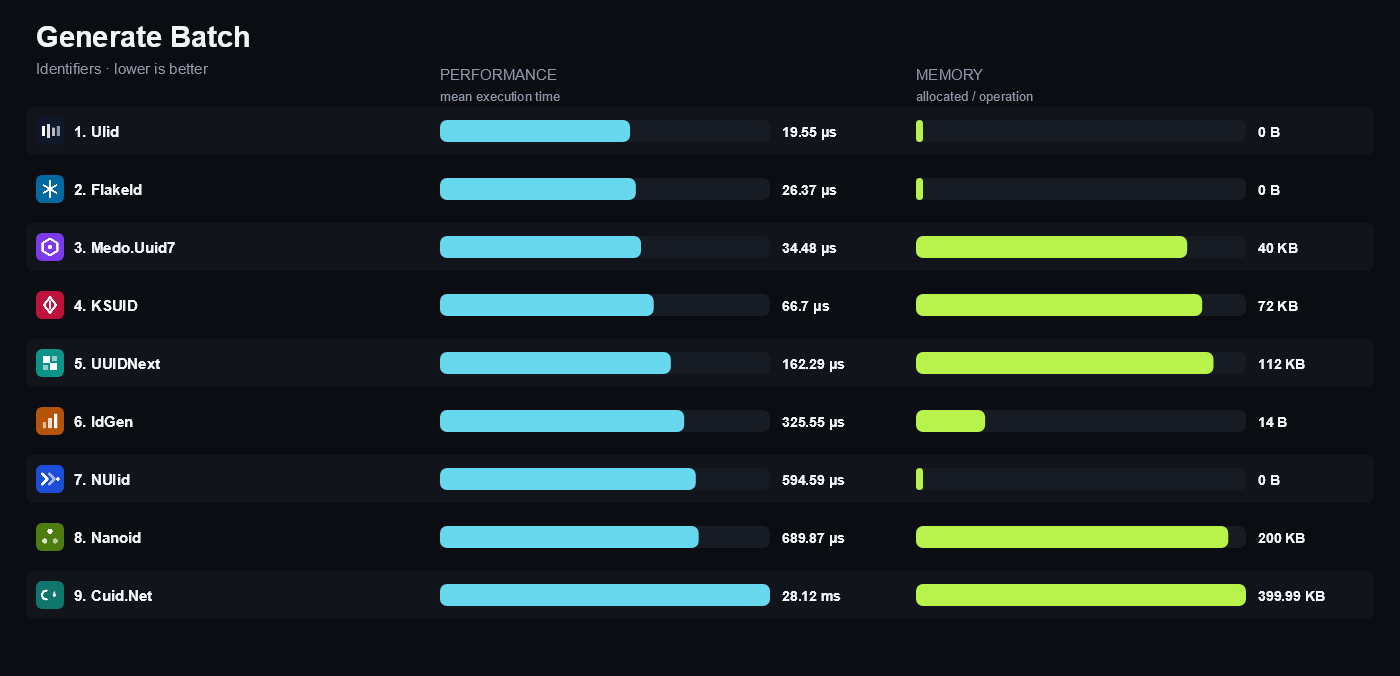 Generate Batch
Identifiers · lower is better
PERFORMANCE
mean execution time
MEMORY
allocated / operation
1. Ulid 19.55 µs 0 B
2. FlakeId 26.37 µs 0 B
3. Medo.Uuid7 34.48 µs 40 KB
4. KSUID 66.7 µs 72 KB
5. UUIDNext 162.29 µs 112 KB
6. IdGen 325.55 µs 14 B
7. NUlid 594.59 µs 0 B
8. Nanoid 689.87 µs 200 KB
9. Cuid.Net 28.12 ms 399.99 KB